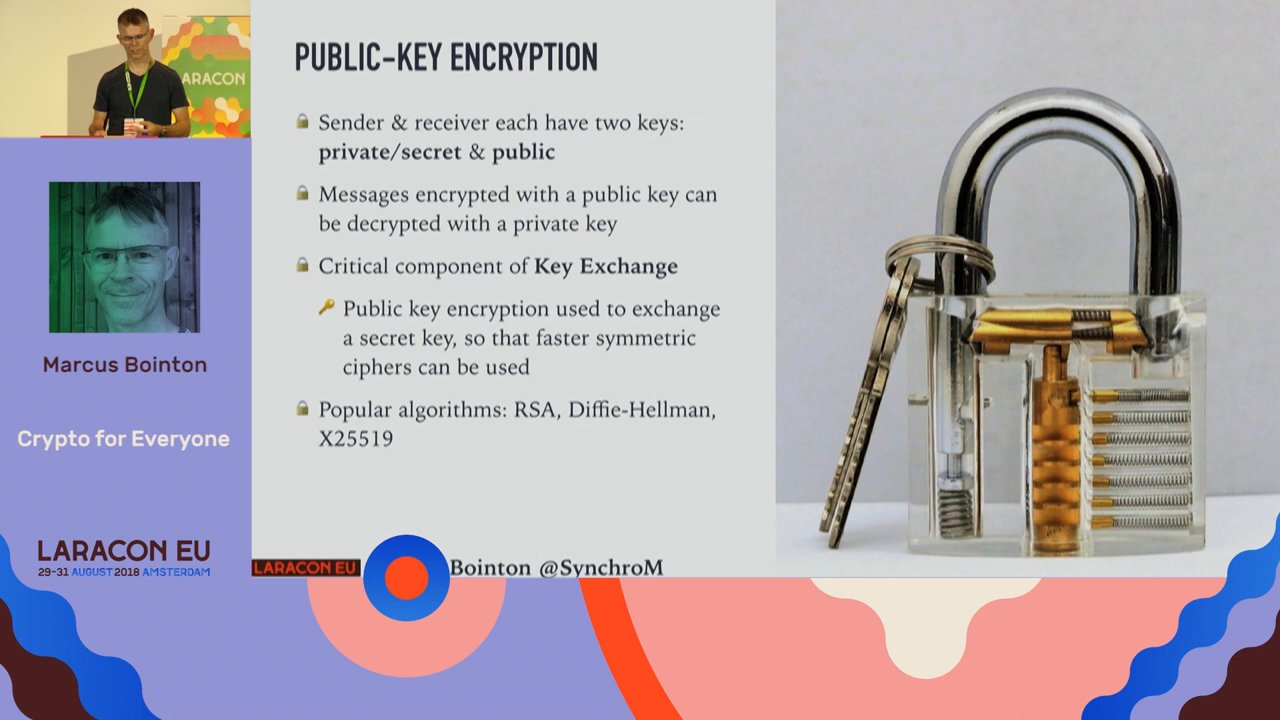 ARACON
Marcus Bointon
Crypto for Everyone
LARACON EU
29-31 AUGUST 2018 AMSTERDAM
PUBLIC-KEY ENCRYPTION
Sender & receiver each have two keys:
private/secret & public
Messages encrypted with a public key can
be decrypted with a private key
Critical component of Key Exchange
Public key encryption used to exchange
a secret key, so that faster symmetric
ciphers can be used
Popular algorithms: RSA, Diffie-Hellman,
X25519
LARACON EU
Bointon @SynchroM